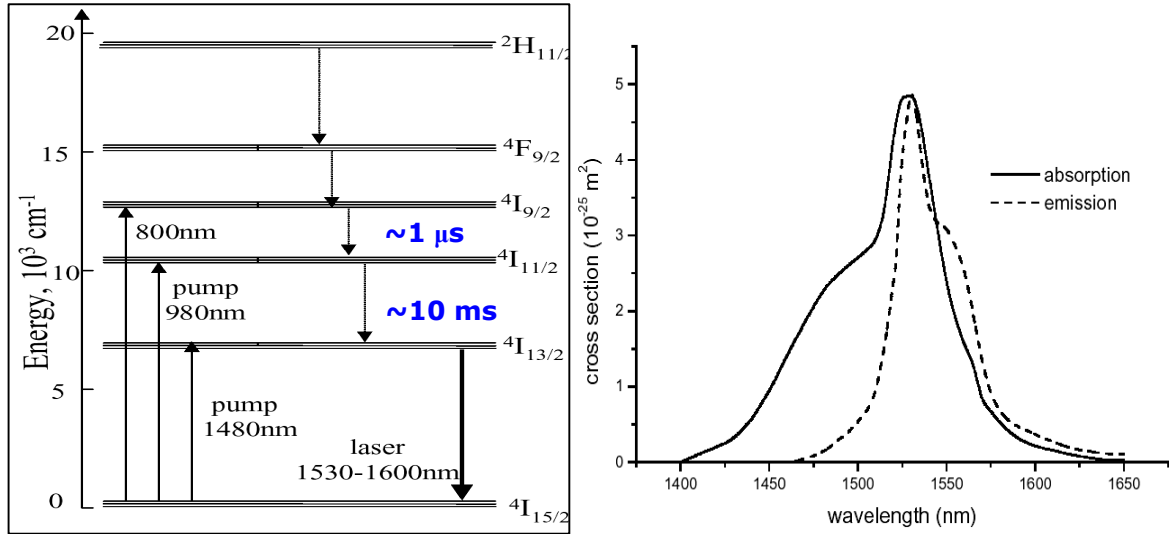 20
²H₁₁/₂
15
⁴F₉/₂
⁴I₉/₂
800nm
~1 μs
⁴I₁₁/₂
10
pump
980nm
~10 ms
⁴I₁₃/₂
5
pump
1480nm
laser
1530-1600nm
0
⁴I₁₅/₂
Energy, 10³ cm⁻¹
5
4
3
2
1
0
absorption
emission
cross section (10⁻²⁵ m²)
1400 1450 1500 1550 1600 1650
wavelength (nm)